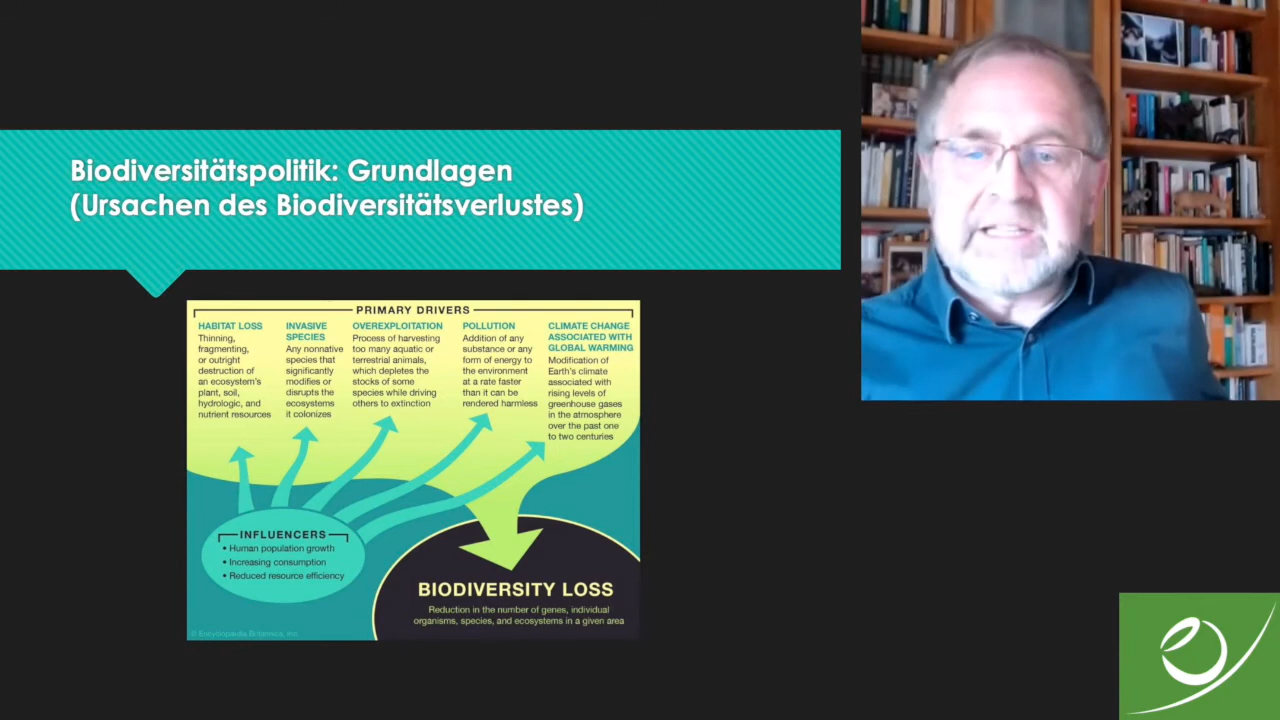 Biodiversitätspolitik: Grundlagen
(Ursachen des Biodiversitätsverlustes)
PRIMARY DRIVERS
HABITAT LOSS
Thinning,
fragmenting,
or outright
destruction of
an ecosystem's
plant, soil,
hydrologic, and
nutrient resources
INVASIVE
SPECIES
Any nonnative
species that
significantly
modifies or
disrupts the
ecosystems
it colonizes
OVEREXPLOITATION
Process of harvesting
too many aquatic or
terrestrial animals,
which depletes the
stocks of some
species while driving
others to extinction
POLLUTION
Addition of any
substance or any
form of energy to
the environment
at a rate faster
than it can be
rendered harmless
CLIMATE CHANGE
ASSOCIATED WITH
GLOBAL WARMING
Modification of
Earth's climate
associated with
rising levels of
greenhouse gases
in the atmosphere
over the past one
to two centuries
INFLUENCERS
• Human population growth
• Increasing consumption
• Reduced resource efficiency
BIODIVERSITY LOSS
Reduction in the number of genes, individual
organisms, species, and ecosystems in a given area
© Encyclopædia Britannica, Inc.